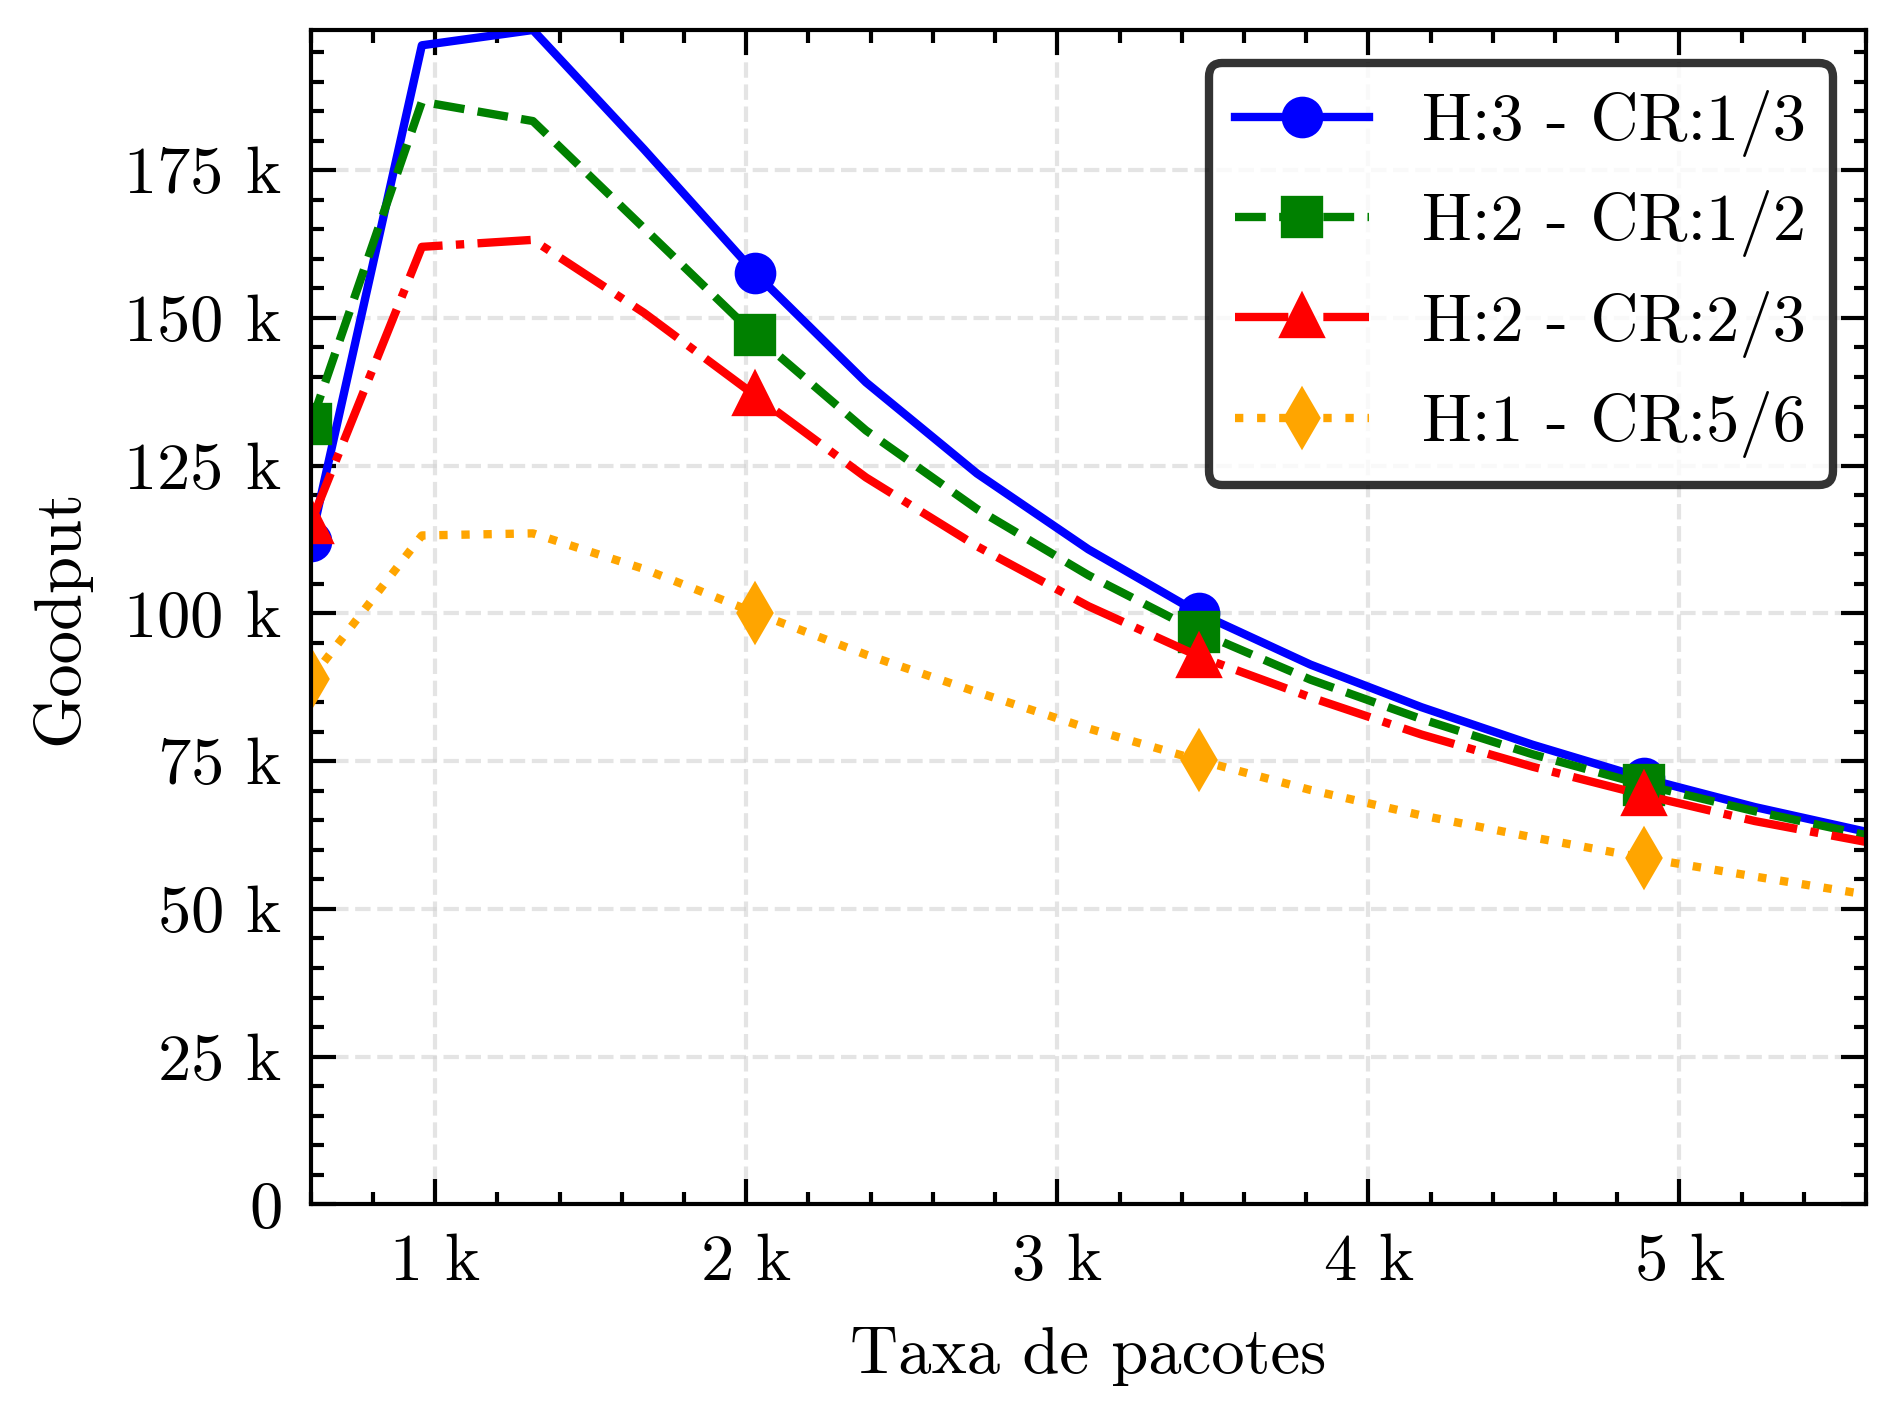 H:3 - CR:1/3
H:2 - CR:1/2
H:2 - CR:2/3
H:1 - CR:5/6
Goodput
175 k
150 k
125 k
100 k
75 k
50 k
25 k
0
1 k
2 k
3 k
4 k
5 k
Taxa de pacotes